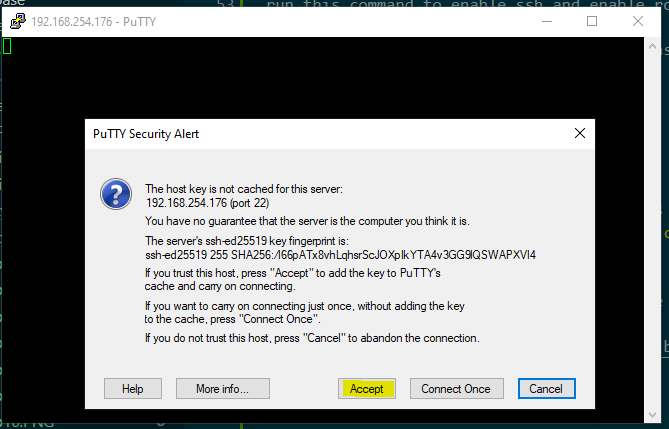 base
53
run this command to enable ssh and enable ro
192.168.254.176 - PuTTY
PuTTY Security Alert
The host key is not cached for this server:
192.168.254.176 (port 22)
You have no guarantee that the server is the computer you think it is.
The server's ssh-ed25519 key fingerprint is:
ssh-ed25519 255 SHA256:/I66pATx8vhLqhsrScJOXpIkYTA4v3GG9IQSWAPXVI4
If you trust this host, press "Accept" to add the key to PuTTY's
cache and carry on connecting.
If you want to carry on connecting just once, without adding the key
to the cache, press "Connect Once".
If you do not trust this host, press "Cancel" to abandon the connection.
Help
More info...
Accept
Connect Once
Cancel